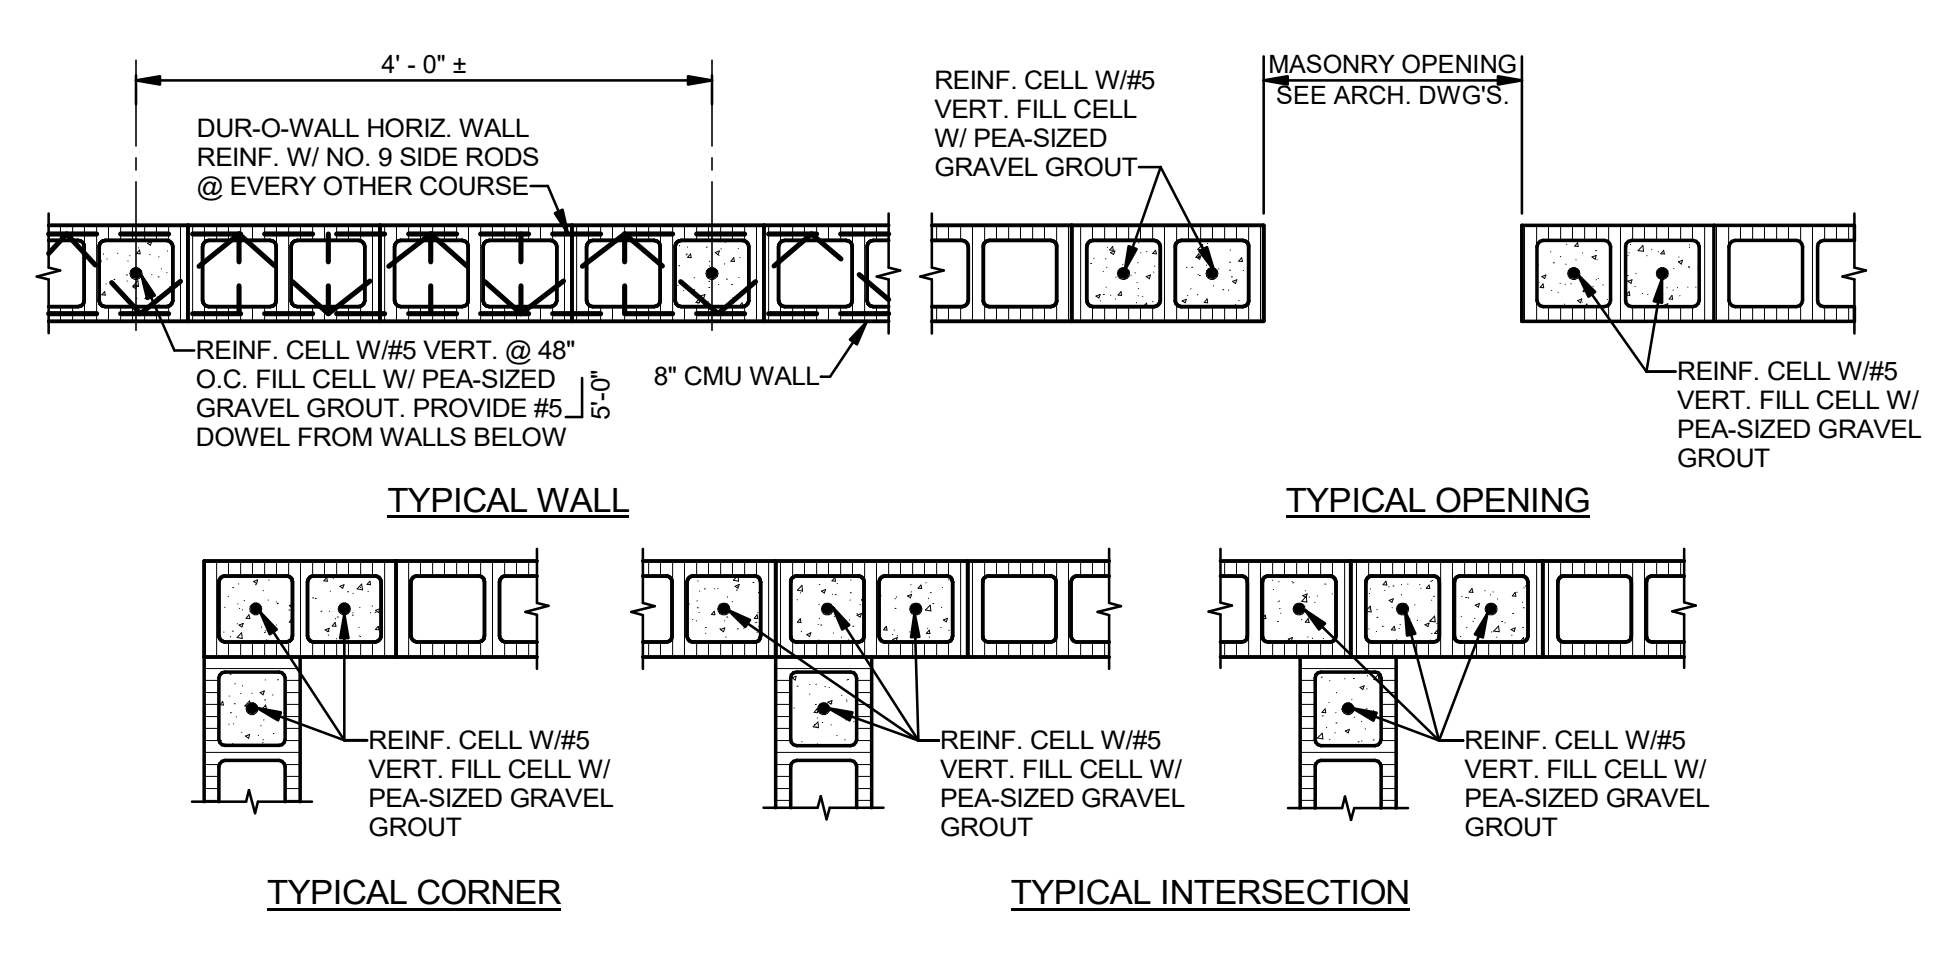 4' - 0" ±
DUR-O-WALL HORIZ. WALL
REINF. W/ NO. 9 SIDE RODS
@ EVERY OTHER COURSE
REINF. CELL W/#5 VERT. @ 48"
O.C. FILL CELL W/ PEA-SIZED
GRAVEL GROUT. PROVIDE #5
DOWEL FROM WALLS BELOW
5'-0"
8" CMU WALL
TYPICAL WALL
REINF. CELL W/#5
VERT. FILL CELL
W/ PEA-SIZED
GRAVEL GROUT
MASONRY OPENING
SEE ARCH. DWG'S.
REINF. CELL W/#5
VERT. FILL CELL W/
PEA-SIZED GRAVEL
GROUT
TYPICAL OPENING
REINF. CELL W/#5
VERT. FILL CELL W/
PEA-SIZED GRAVEL
GROUT
TYPICAL CORNER
REINF. CELL W/#5
VERT. FILL CELL W/
PEA-SIZED GRAVEL
GROUT
REINF. CELL W/#5
VERT. FILL CELL W/
PEA-SIZED GRAVEL
GROUT
TYPICAL INTERSECTION